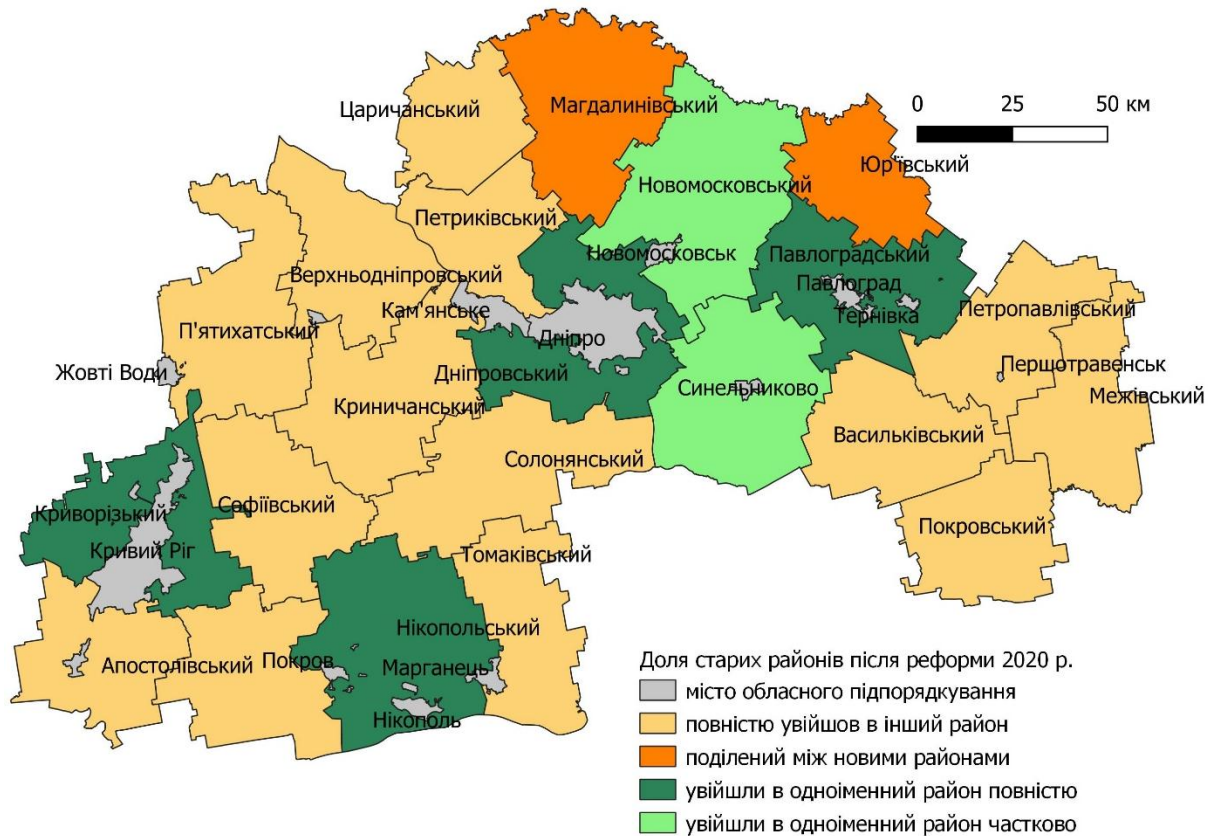 Царичанський
Магдалинівський
0 25 50 км
Юр'ївський
Новомосковський
Петриківський
Новомосковськ
Павлоградський
Верхньодніпровський
Павлоград
Кам'янське
Тернівка
Петропавлівський
П'ятихатський
Дніпро
Першотравенськ
Жовті Води
Дніпровський
Синельниково
Межівський
Криничанський
Васильківський
Солонянський
Софіївський
Криворізький
Покровський
Кривий Ріг
Томаківський
Нікопольський
Апостолівський
Покров
Марганець
Нікополь
Доля старих районів після реформи 2020 р.
місто обласного підпорядкування
повністю увійшов в інший район
поділений між новими районами
увійшли в одноіменний район повністю
увійшли в одноіменний район частково